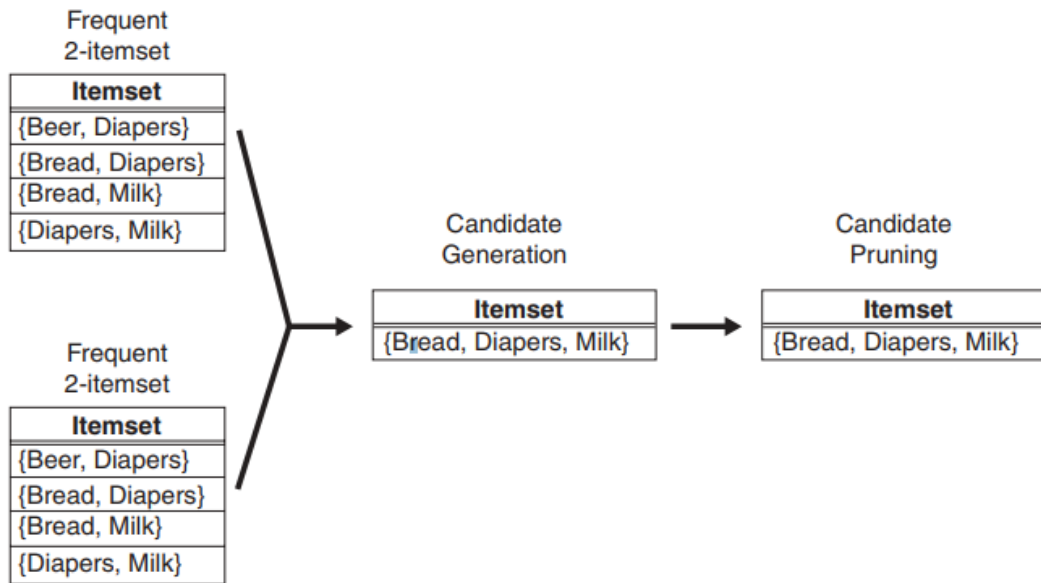 Frequent
2-itemset
Itemset
{Beer, Diapers}
{Bread, Diapers}
{Bread, Milk}
{Diapers, Milk}
Candidate
Generation
Itemset
{Bread, Diapers, Milk}
Candidate
Pruning
Itemset
{Bread, Diapers, Milk}
Frequent
2-itemset
Itemset
{Beer, Diapers}
{Bread, Diapers}
{Bread, Milk}
{Diapers, Milk}